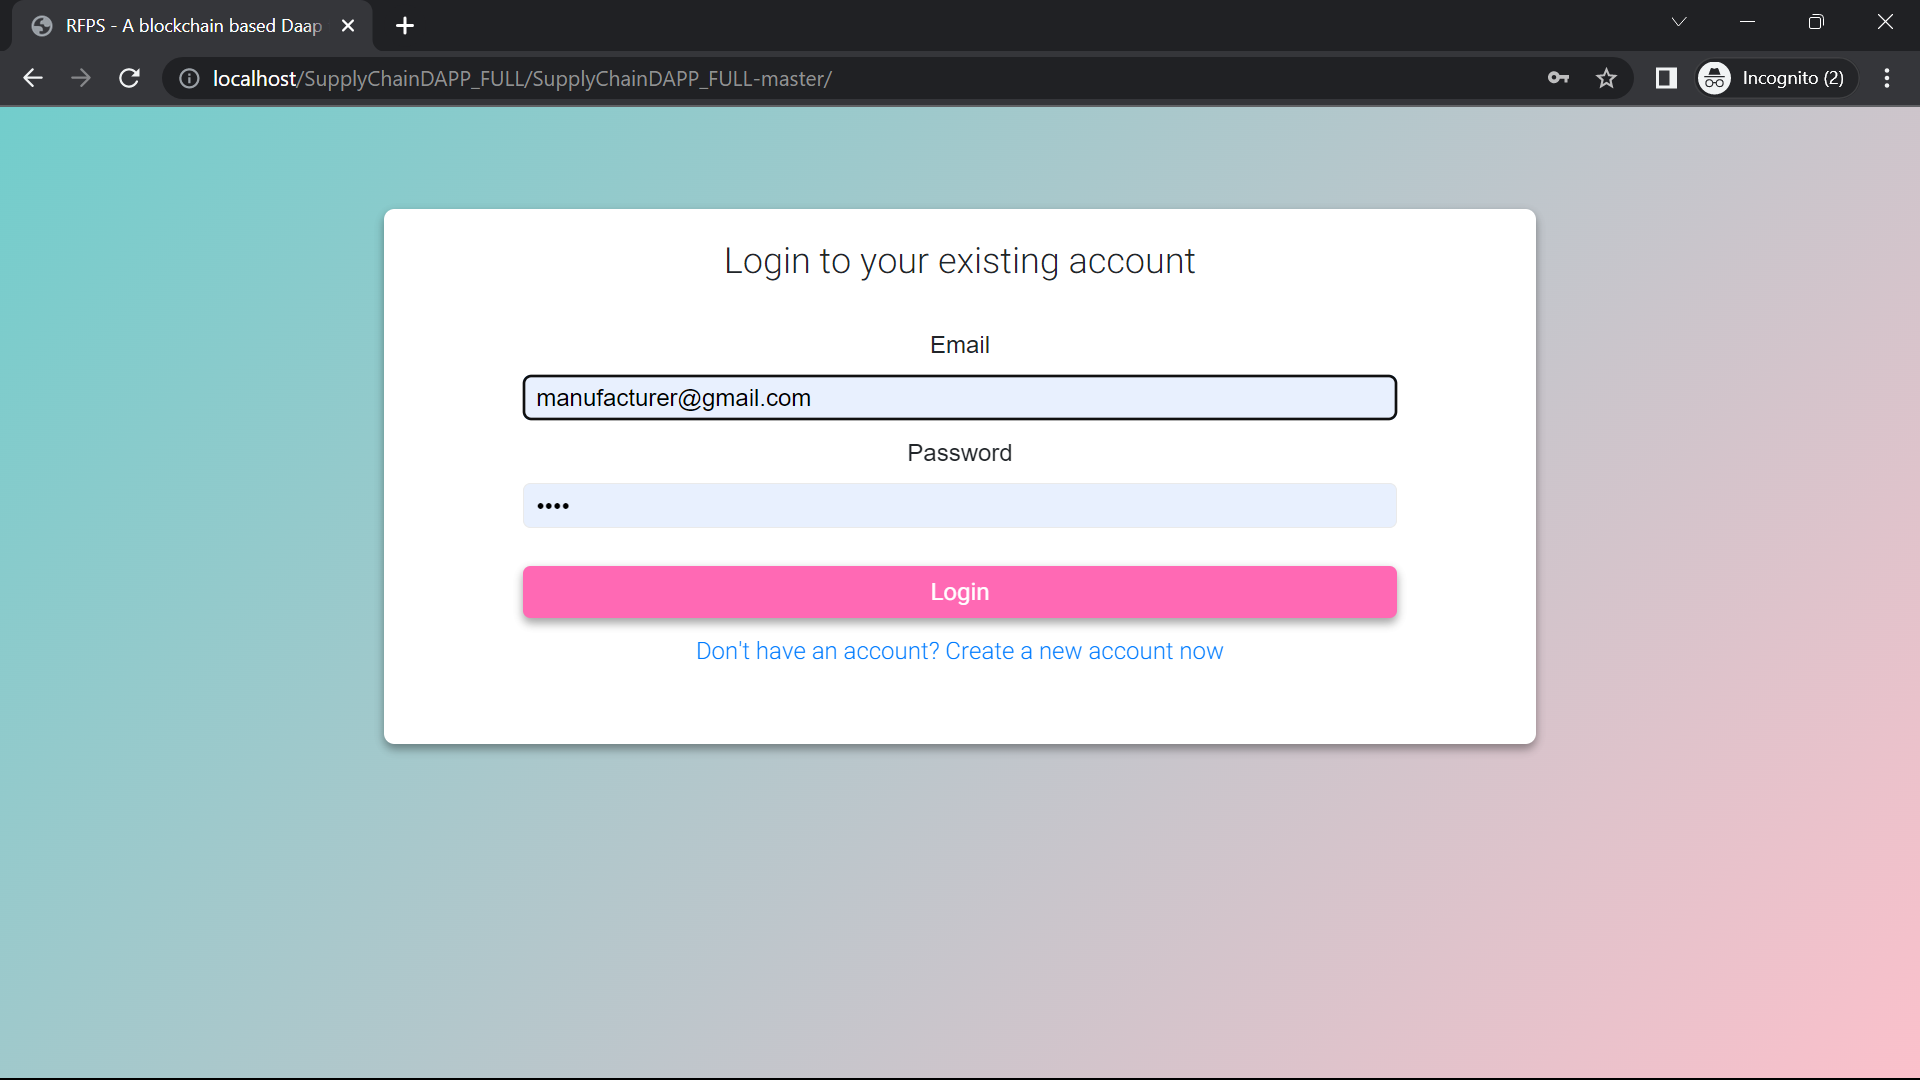 RFPS - A blockchain based Daap
localhost/SupplyChainDAPP_FULL/SupplyChainDAPP_FULL-master/
Incognito (2)
Login to your existing account
Email
manufacturer@gmail.com
Password
••••
Login
Don't have an account? Create a new account now